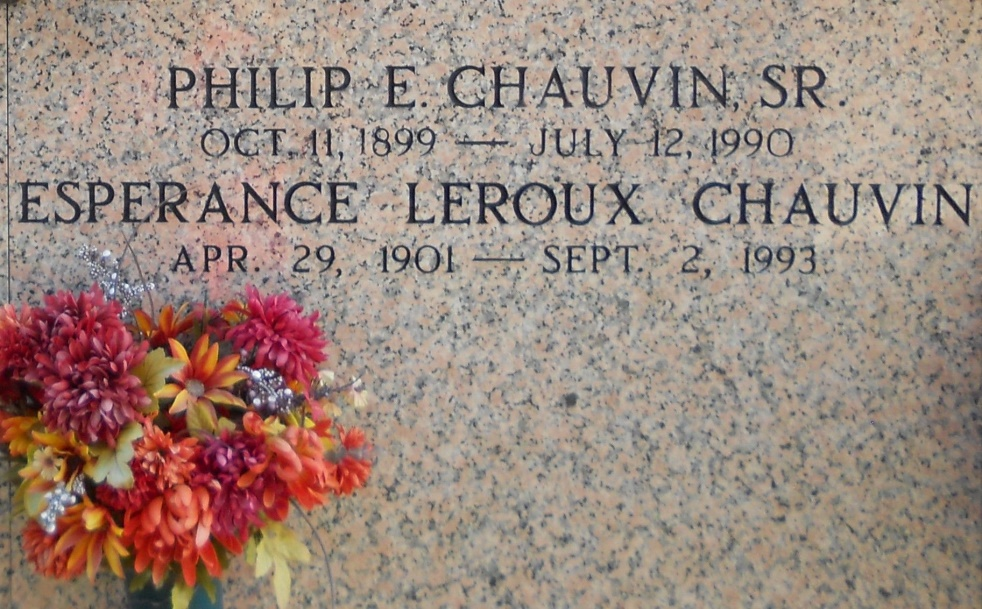 PHILIP E. CHAUVIN, SR.
OCT. 11, 1899 — JULY 12, 1990
ESPERANCE LEROUX CHAUVIN
APR. 29, 1901 — SEPT. 2, 1993